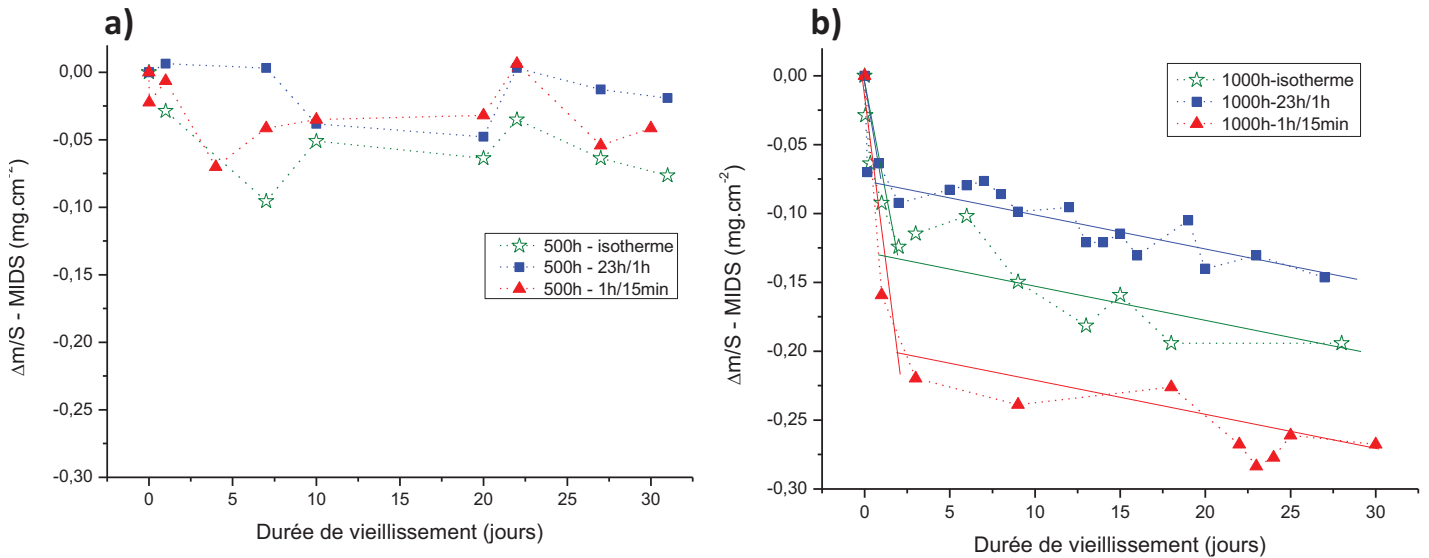 a)
0,00
-0,05
-0,10
-0,15
-0,20
-0,25
-0,30
Δm/S - MIDS (mg.cm⁻²)
500h - isotherme
500h - 23h/1h
500h - 1h/15min
0 5 10 15 20 25 30
Durée de vieillissement (jours)
b)
0,00
-0,05
-0,10
-0,15
-0,20
-0,25
-0,30
Δm/S - MIDS (mg.cm⁻²)
1000h-isotherme
1000h-23h/1h
1000h-1h/15min
0 5 10 15 20 25 30
Durée de vieillissement (jours)